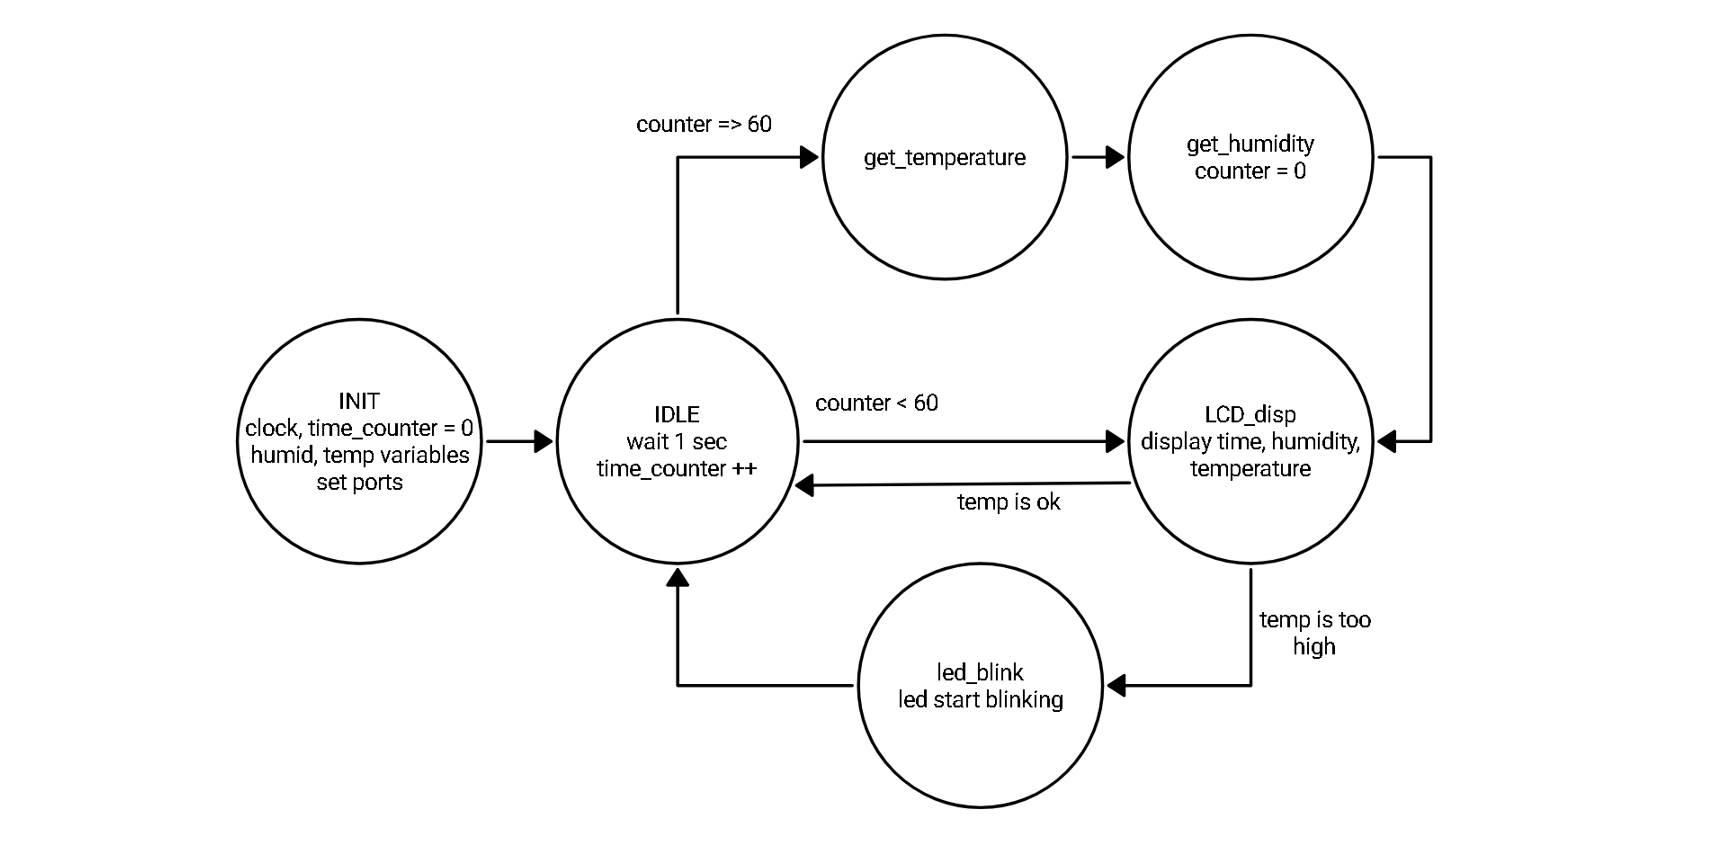 counter => 60
get_temperature
get_humidity
counter = 0
INIT
clock, time_counter = 0
humid, temp variables
set ports
IDLE
wait 1 sec
time_counter ++
counter < 60
LCD_disp
display time, humidity,
temperature
temp is ok
temp is too
high
led_blink
led start blinking